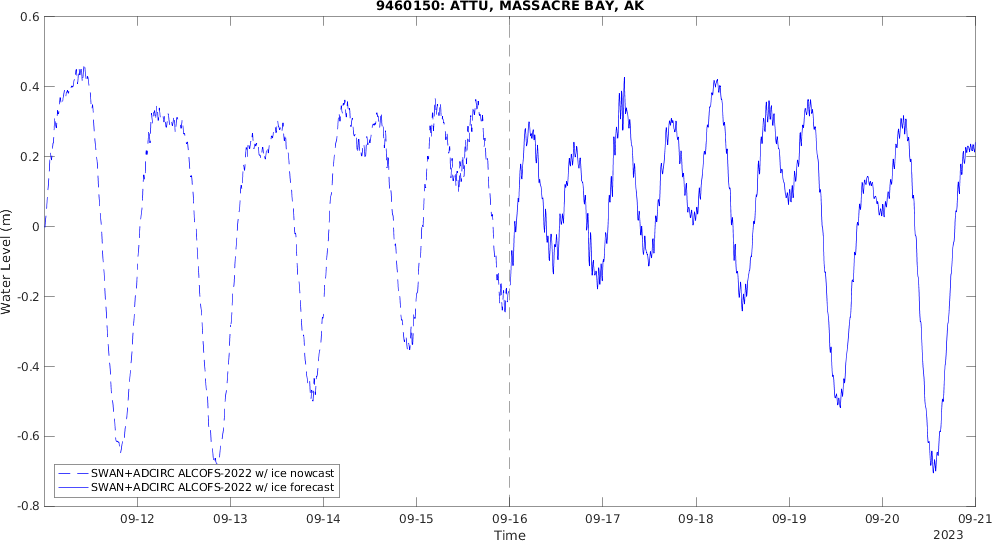 9460150: ATTU, MASSACRE BAY, AK
0.6
0.4
0.2
0
-0.2
-0.4
-0.6
-0.8
Water Level (m)
SWAN+ADCIRC ALCOFS-2022 w/ ice nowcast
SWAN+ADCIRC ALCOFS-2022 w/ ice forecast
09-12 09-13 09-14 09-15 09-16 09-17 09-18 09-19 09-20 09-21
Time
2023